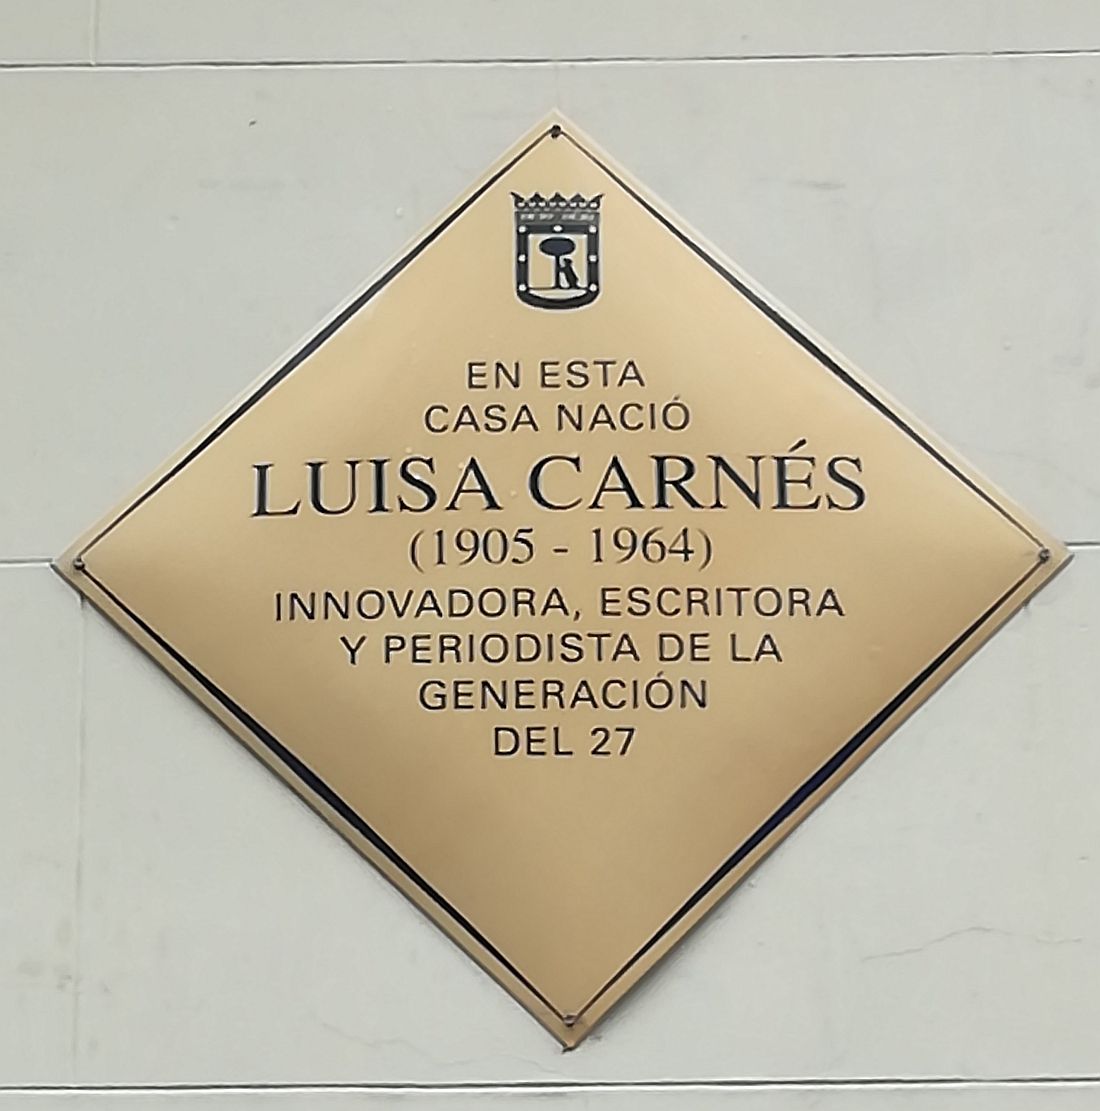 EN ESTA
CASA NACIÓ
LUISA CARNÉS
(1905 - 1964)
INNOVADORA, ESCRITORA
Y PERIODISTA DE LA
GENERACIÓN
DEL 27